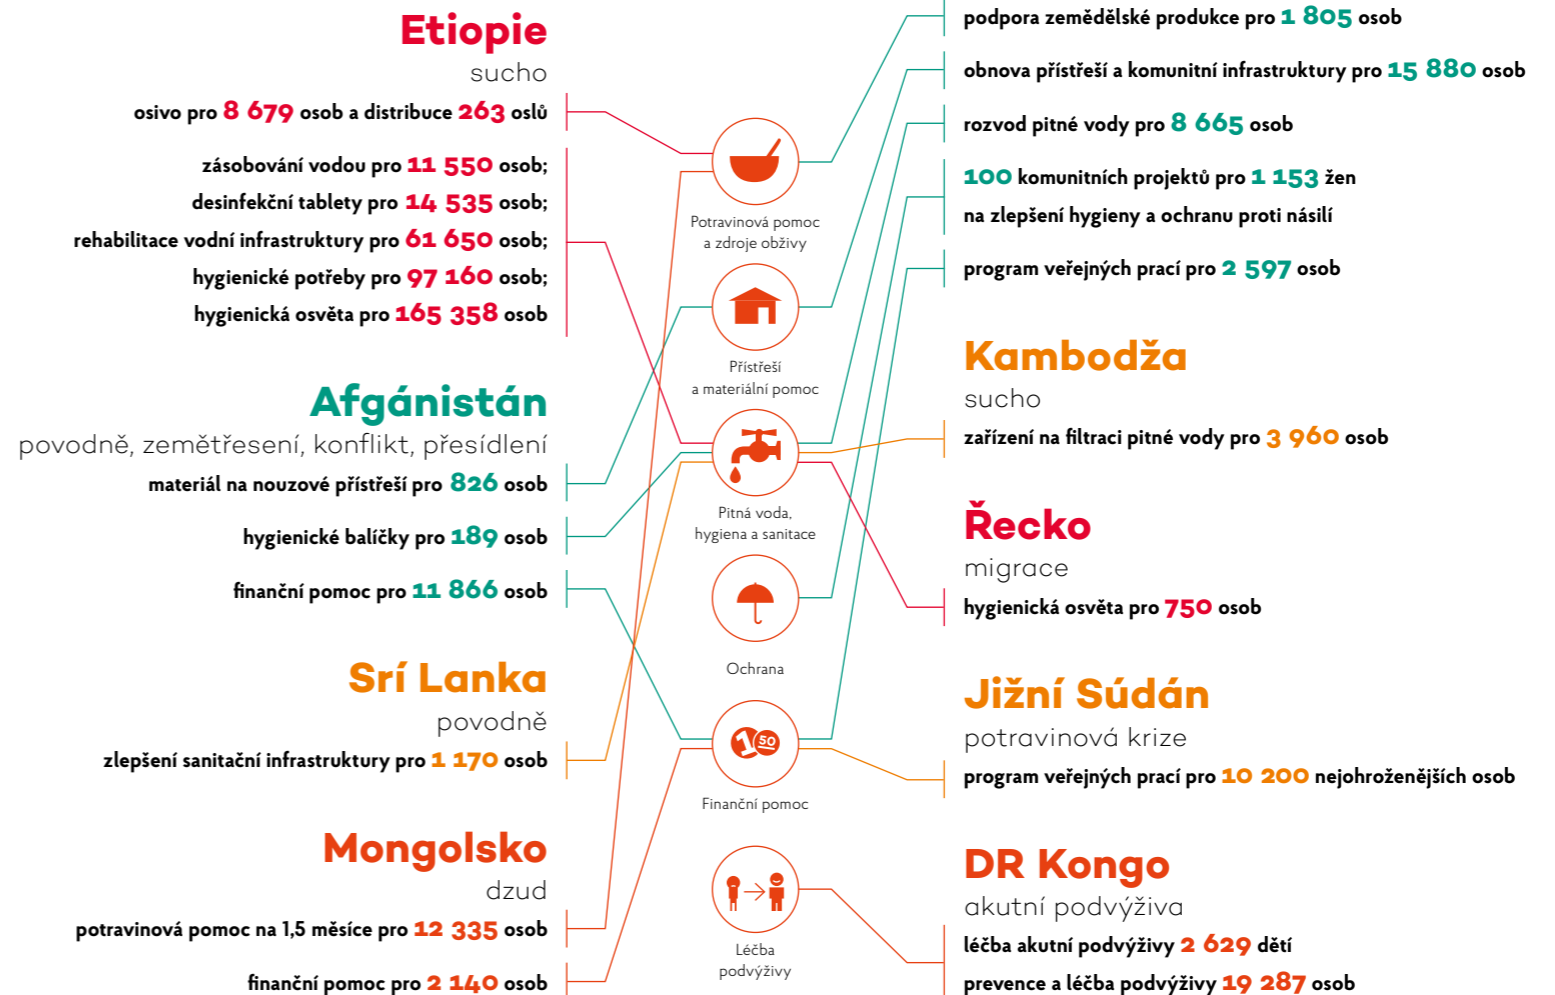 Etiopie
sucho
osivo pro 8 679 osob a distribuce 263 oslů
zásobování vodou pro 11 550 osob;
desinfekční tablety pro 14 535 osob;
rehabilitace vodní infrastruktury pro 61 650 osob;
hygienické potřeby pro 97 160 osob;
hygienická osvěta pro 165 358 osob
Afgánistán
povodně, zemětřesení, konflikt, přesídlení
materiál na nouzové přístřeší pro 826 osob
hygienické balíčky pro 189 osob
finanční pomoc pro 11 866 osob
Srí Lanka
povodně
zlepšení sanitační infrastruktury pro 1 170 osob
Mongolsko
dzud
potravinová pomoc na 1,5 měsíce pro 12 335 osob
finanční pomoc pro 2 140 osob
Potravinová pomoc
a zdroje obživy
Přístřeší
a materiální pomoc
Pitná voda,
hygiena a sanitace
Ochrana
1 50
Finanční pomoc
Léčba
podvýživy
podpora zemědělské produkce pro 1 805 osob
obnova přístřeší a komunitní infrastruktury pro 15 880 osob
rozvod pitné vody pro 8 665 osob
100 komunitních projektů pro 1 153 žen
na zlepšení hygieny a ochranu proti násilí
program veřejných prací pro 2 597 osob
Kambodža
sucho
zařízení na filtraci pitné vody pro 3 960 osob
Řecko
migrace
hygienická osvěta pro 750 osob
Jižní Súdán
potravinová krize
program veřejných prací pro 10 200 nejohroženějších osob
DR Kongo
akutní podvýživa
léčba akutní podvýživy 2 629 dětí
prevence a léčba podvýživy 19 287 osob